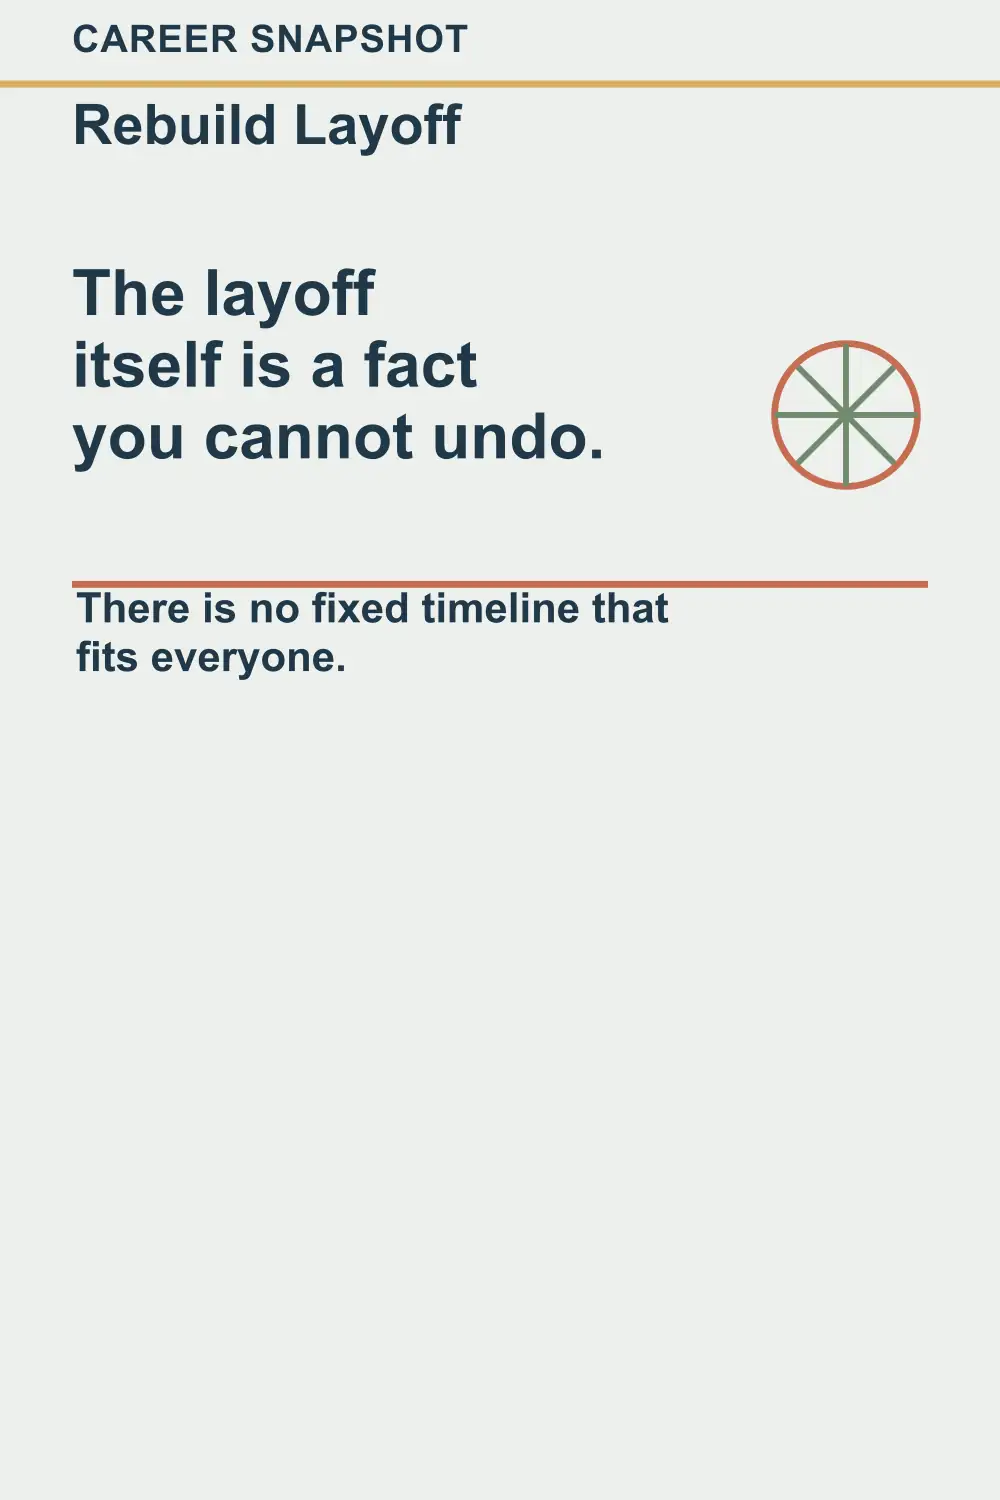 CAREER SNAPSHOT
Rebuild Layoff
The layoff
itself is a fact
you cannot undo.
There is no fixed timeline that
fits everyone.